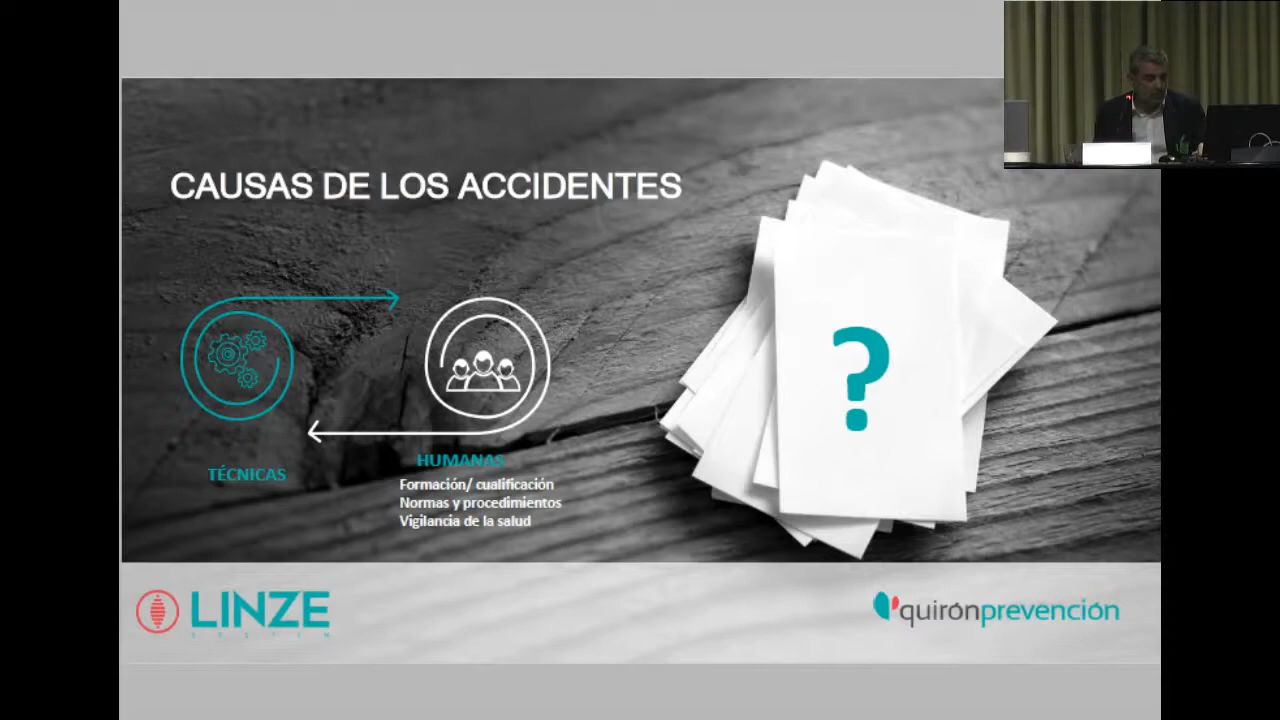 CAUSAS DE LOS ACCIDENTES
?
TÉCNICAS
HUMANAS
Formación/ cualificación
Normas y procedimientos
Vigilancia de la salud
LINZE
quirónprevención